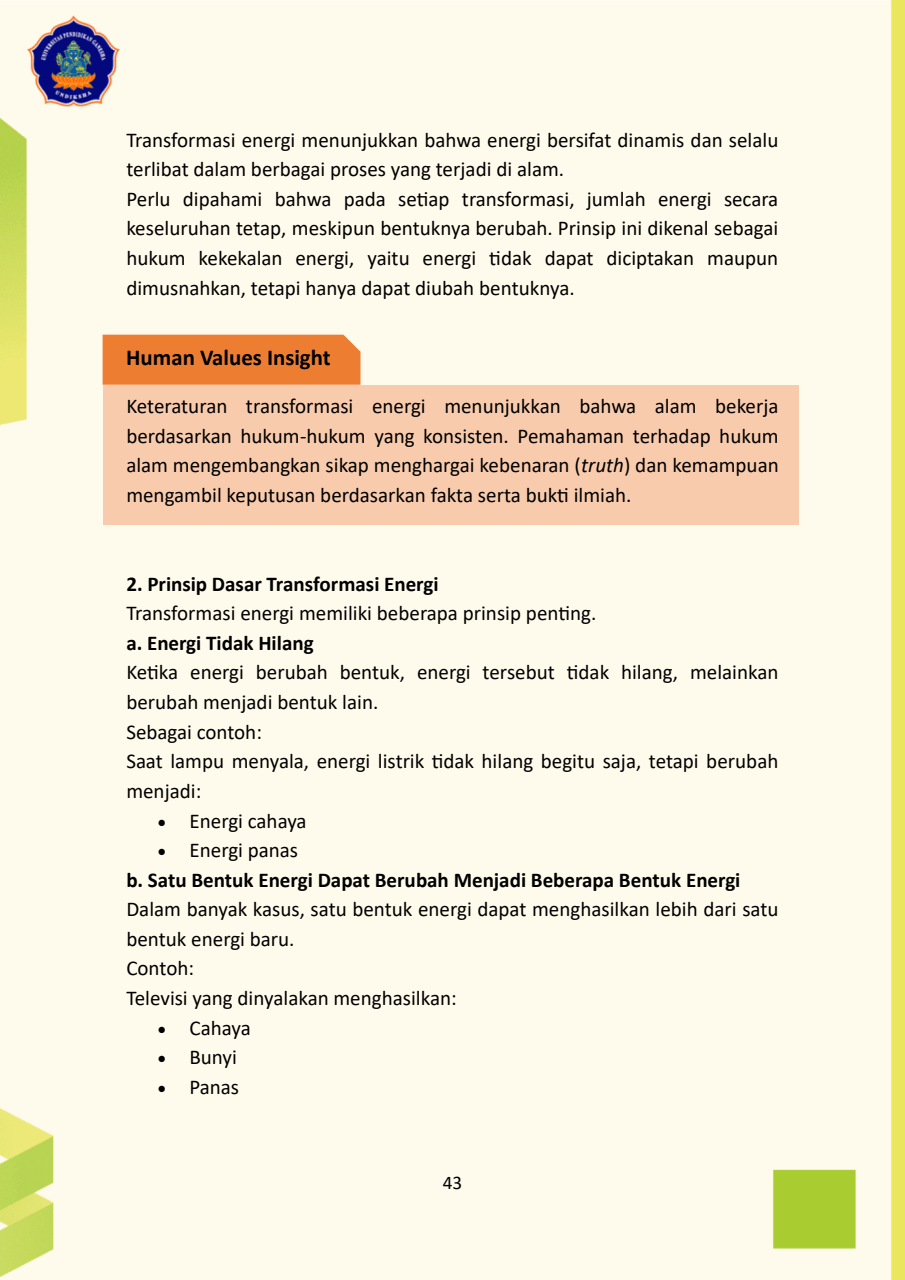 UNIVERSITAS PENDIDIKAN GANESHA
UNDIKSHA
Transformasi energi menunjukkan bahwa energi bersifat dinamis dan selalu
terlibat dalam berbagai proses yang terjadi di alam.
Perlu dipahami bahwa pada setiap transformasi, jumlah energi secara
keseluruhan tetap, meskipun bentuknya berubah. Prinsip ini dikenal sebagai
hukum kekekalan energi, yaitu energi tidak dapat diciptakan maupun
dimusnahkan, tetapi hanya dapat diubah bentuknya.
Human Values Insight
Keteraturan transformasi energi menunjukkan bahwa alam bekerja
berdasarkan hukum-hukum yang konsisten. Pemahaman terhadap hukum
alam mengembangkan sikap menghargai kebenaran (truth) dan kemampuan
mengambil keputusan berdasarkan fakta serta bukti ilmiah.
2. Prinsip Dasar Transformasi Energi
Transformasi energi memiliki beberapa prinsip penting.
a. Energi Tidak Hilang
Ketika energi berubah bentuk, energi tersebut tidak hilang, melainkan
berubah menjadi bentuk lain.
Sebagai contoh:
Saat lampu menyala, energi listrik tidak hilang begitu saja, tetapi berubah
menjadi:
• Energi cahaya
• Energi panas
b. Satu Bentuk Energi Dapat Berubah Menjadi Beberapa Bentuk Energi
Dalam banyak kasus, satu bentuk energi dapat menghasilkan lebih dari satu
bentuk energi baru.
Contoh:
Televisi yang dinyalakan menghasilkan:
• Cahaya
• Bunyi
• Panas
43